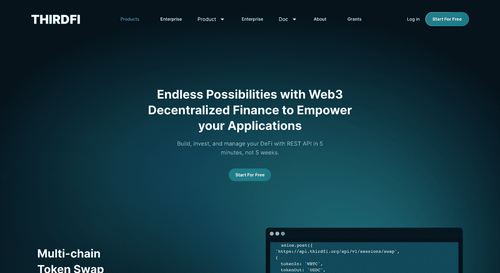 THIRDFI
Products Enterprise Product Enterprise Doc About Grants Log in Start For Free
Endless Possibilities with Web3
Decentralized Finance to Empower
your Applications
Build, invest, and manage your DeFi with REST API in 5
minutes, not 5 weeks.
Start For Free
Multi-chain
Token Swap
axios.post({
'https://api.thirdfi.org/api/v1/sessions/swap',
{
tokenIn: 'WBTC',
tokenOut: 'USDC',